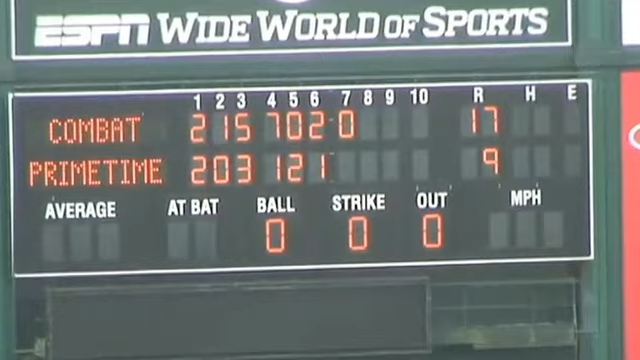 ESPN WIDE WORLD OF SPORTS
1 2 3 4 5 6 7 8 9 10 R H E
COMBAT 2 1 5 7 0 2 0 17
PRIMETIME 2 0 3 1 2 1 9
AVERAGE AT BAT BALL STRIKE OUT MPH
0 0 0